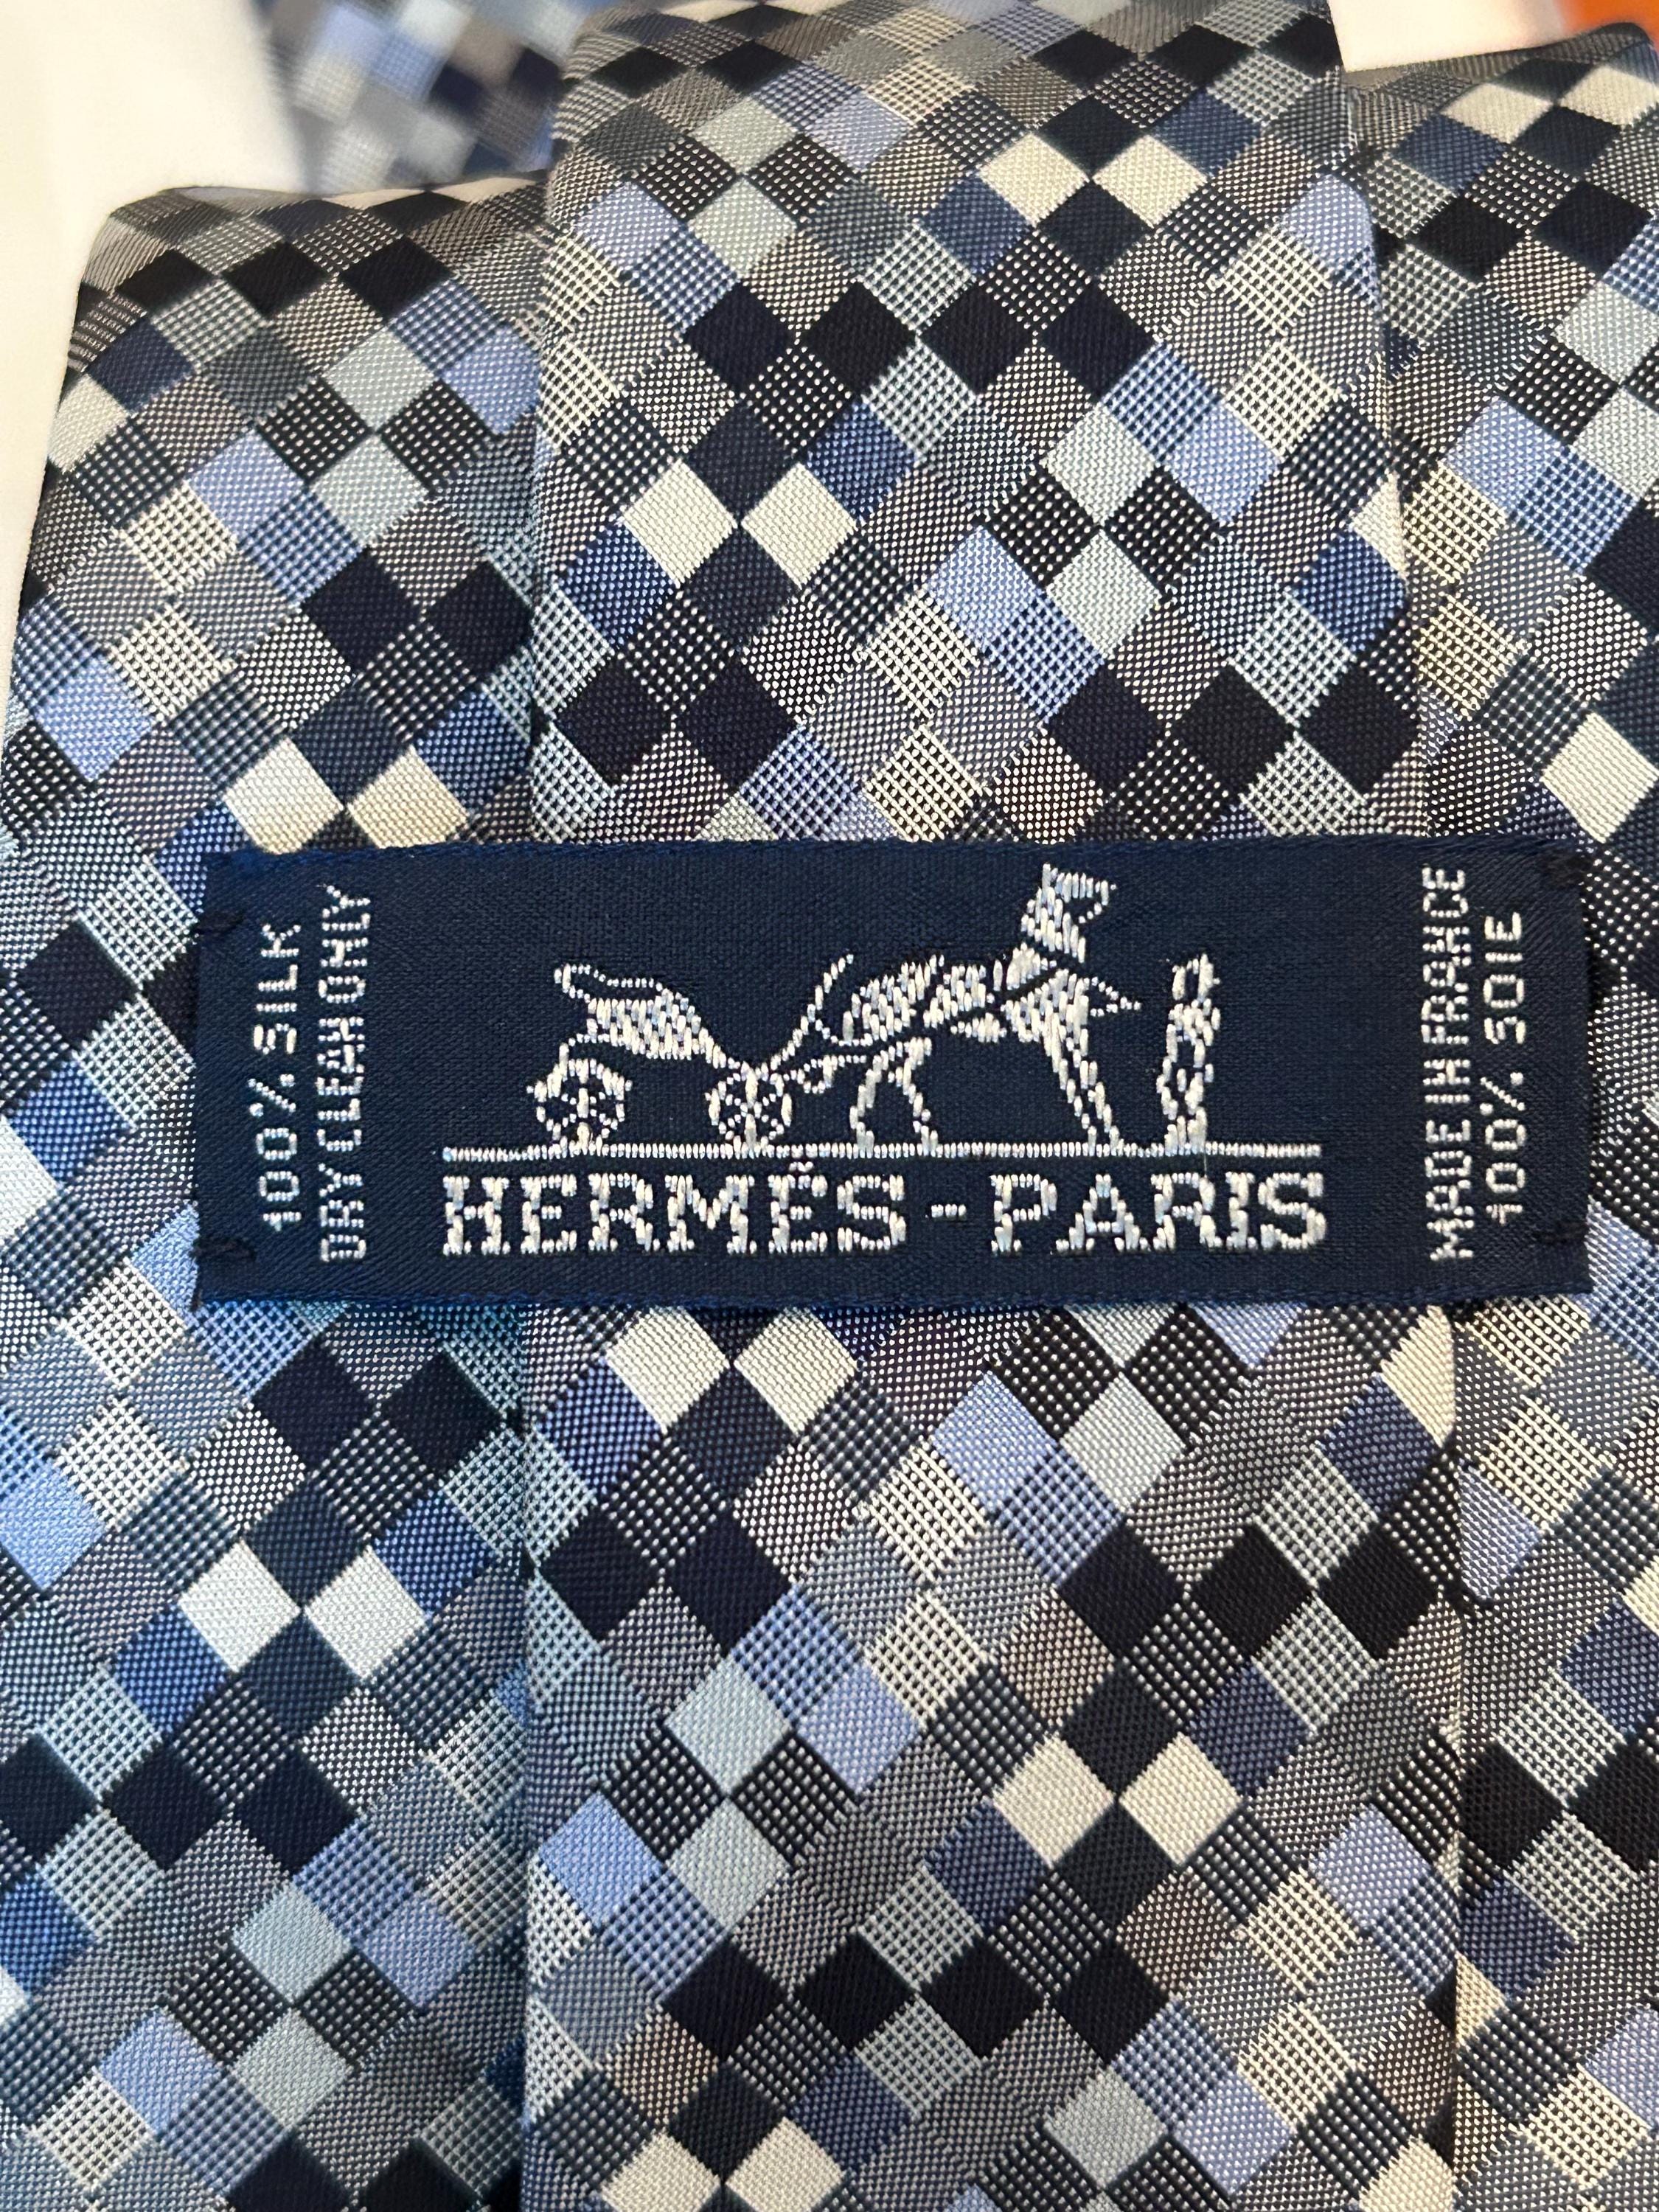 100% SILK
DRY CLEAN ONLY
HERMÈS-PARIS
MADE IN FRANCE
100% SOIE